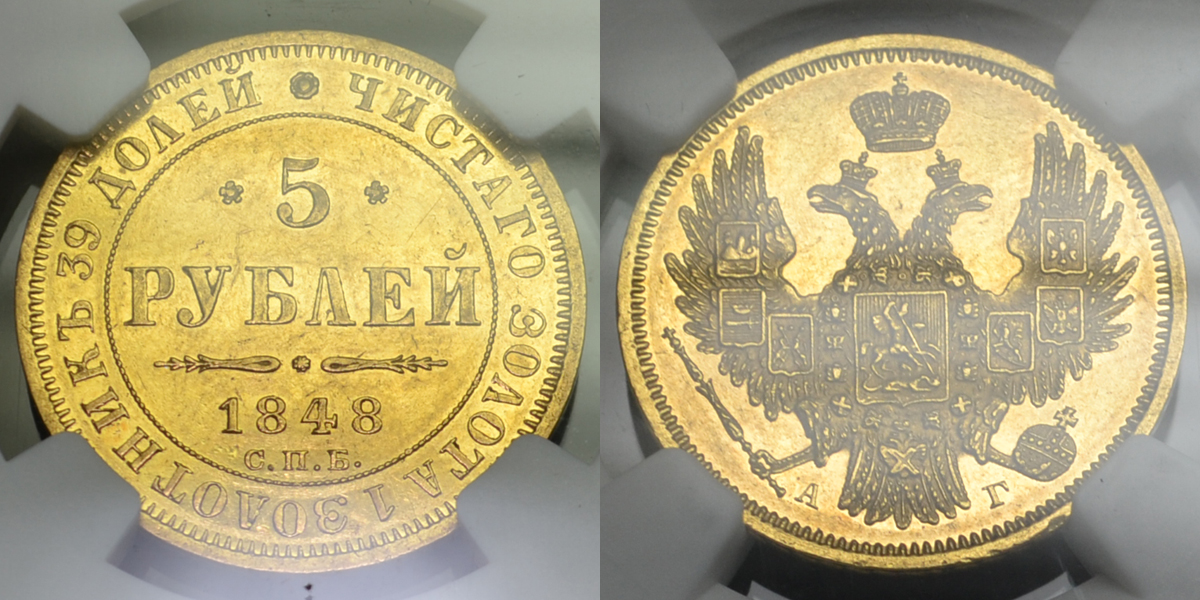 5
РУБЛЕЙ
1848
С.П.Б.
ЧИСТАГО ЗОЛОТА 1 ЗОЛОТНИКЪ 39 ДОЛЕЙ
А Г